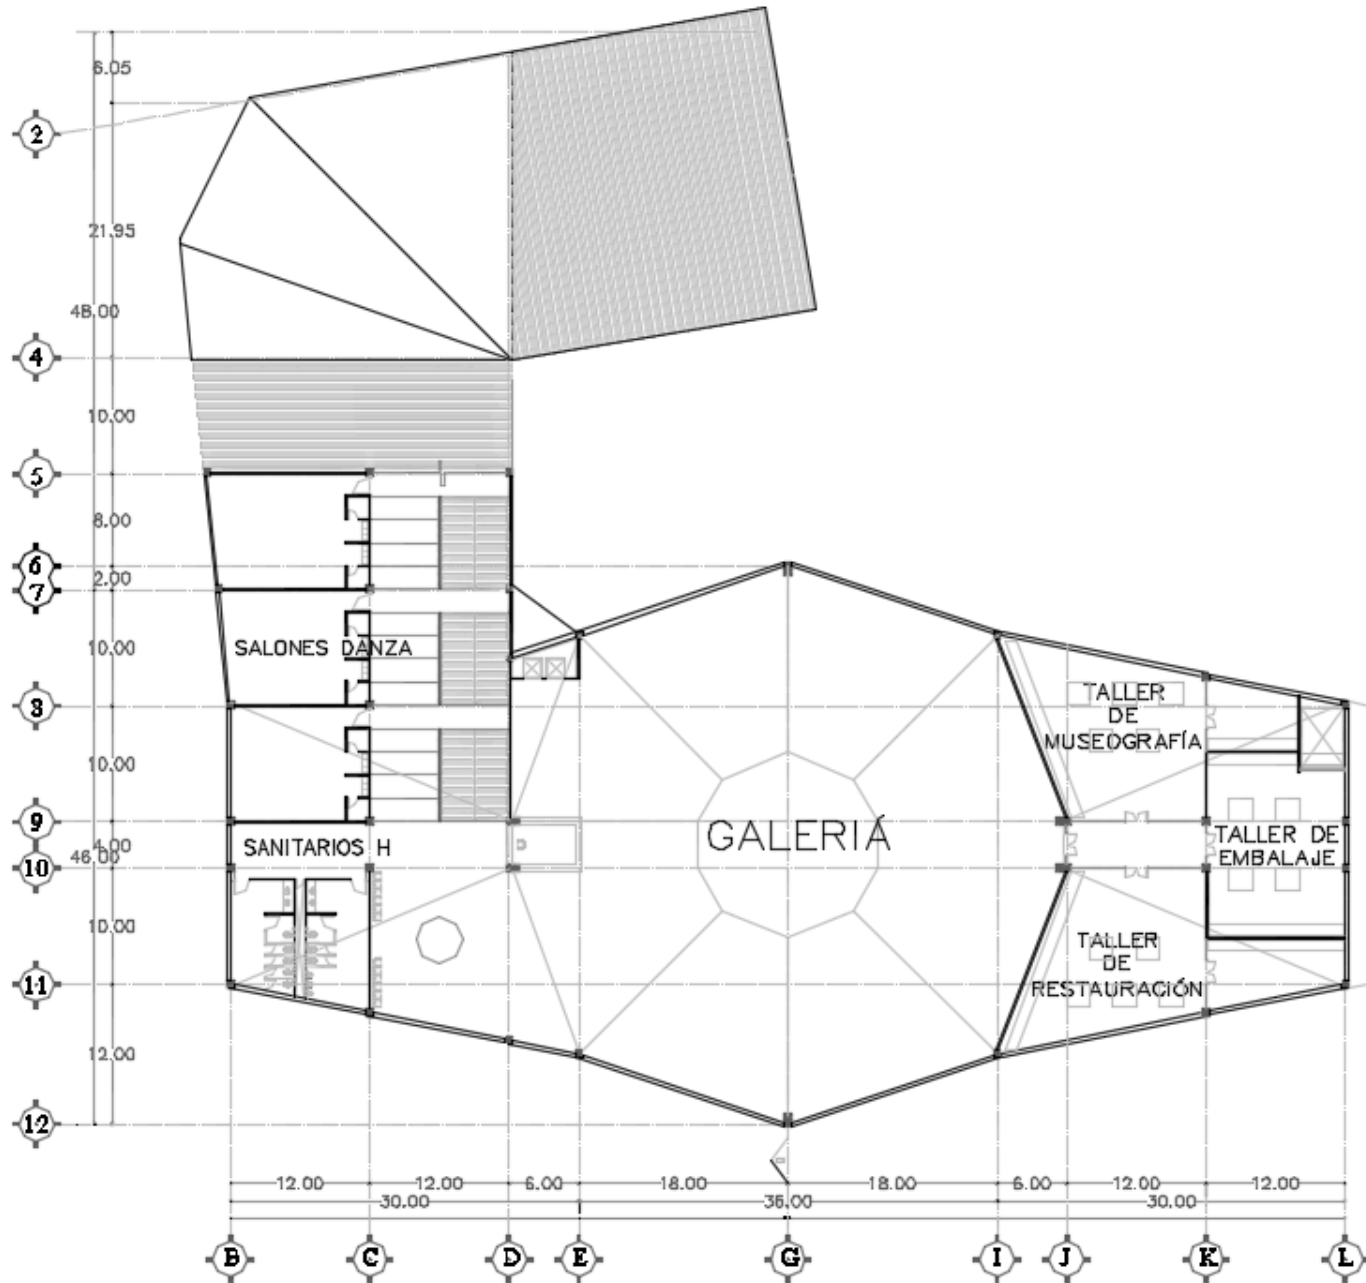 6.05
2
21.95
48.00
4
10.00
5
8.00
6
2.00
7
10.00
SALONES DANZA
8
10.00
9
4.00
46.00
10
10.00
11
12.00
12
SANITARIOS H
GALERIÁ
TALLER
DE
MUSEOGRAFÍA
TALLER DE
EMBALAJE
TALLER
DE
RESTAURACIÓN
12.00 12.00 6.00 18.00 18.00 6.00 12.00 12.00
30.00 36.00 30.00
B C D E G I J K L